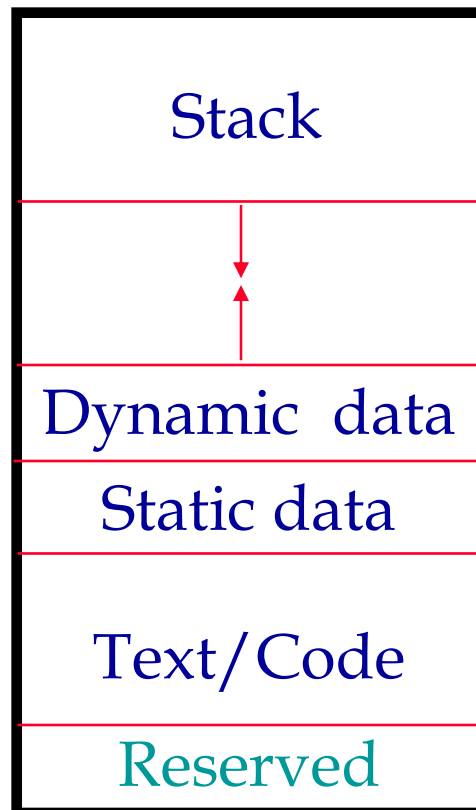 Stack
Dynamic data
Static data
Text/Code
Reserved